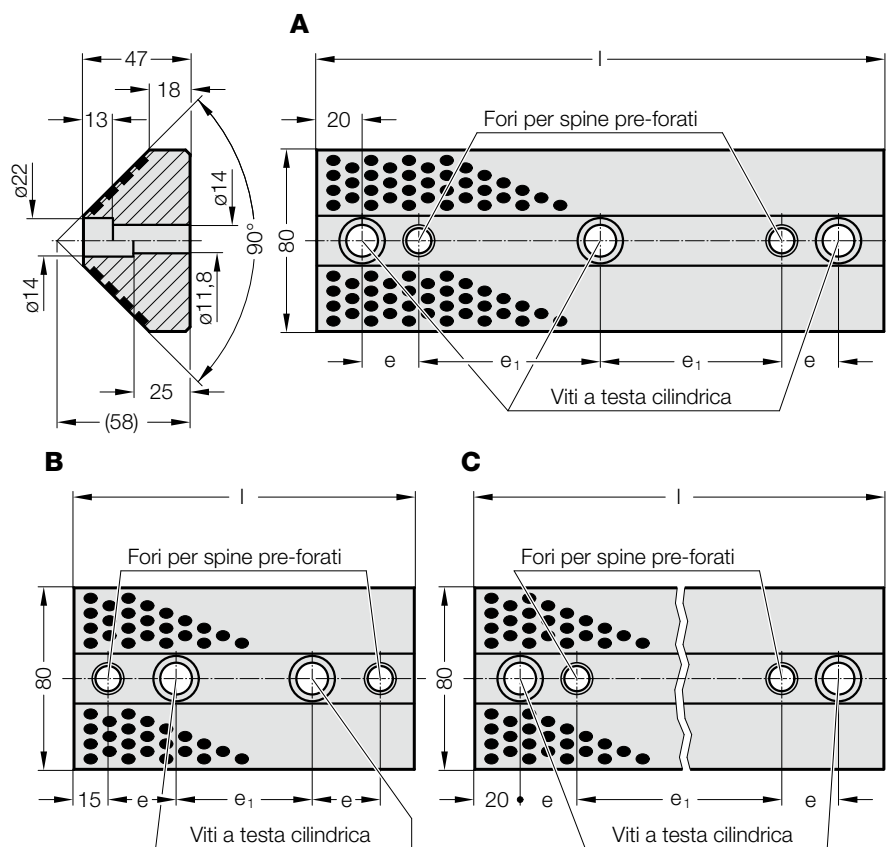 A
47
l
18
13
20
Fori per spine pre-forati
ø22
ø14
90°
80
ø14
ø11,8
e
e₁
e₁
e
25
Viti a testa cilindrica
(58)
B
C
l
l
Fori per spine pre-forati
Fori per spine pre-forati
80
80
15
e
e₁
e
20
e
e₁
e
Viti a testa cilindrica
Viti a testa cilindrica